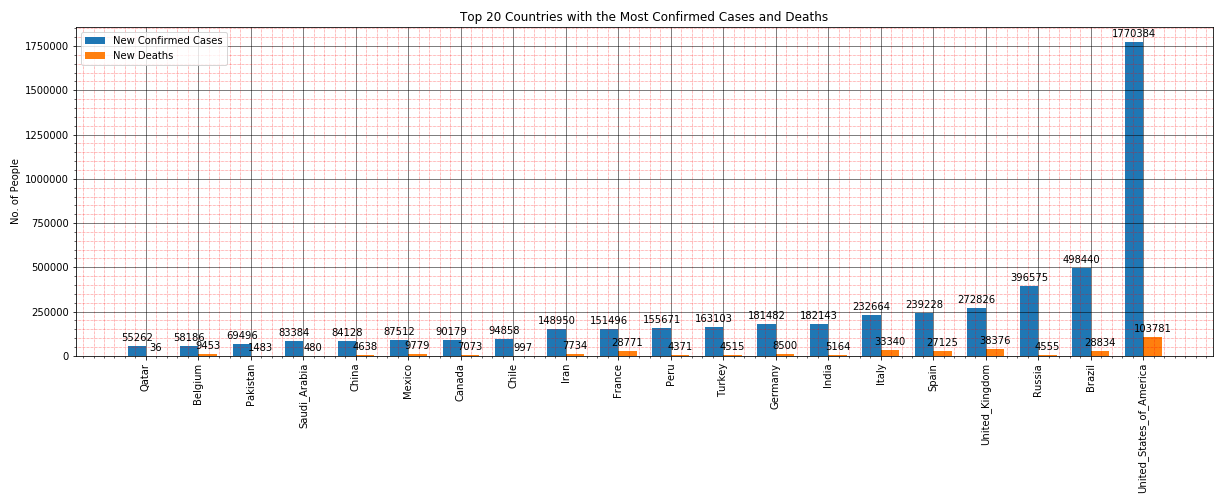 Top 20 Countries with the Most Confirmed Cases and Deaths
New Confirmed Cases
New Deaths
No. of People
1750000
1500000
1250000
1000000
750000
500000
250000
0
55262
36
58186
9453
69496
1483
83384
480
84128
4638
87512
9779
90179
7073
94858
997
148950
7734
151496
28771
155671
4371
163103
4515
181482
8500
182143
5164
232664
33340
239228
27125
272826
38376
396575
4555
498440
28834
1770384
103781
Qatar
Belgium
Pakistan
Saudi_Arabia
China
Mexico
Canada
Chile
Iran
France
Peru
Turkey
Germany
India
Italy
Spain
United_Kingdom
Russia
Brazil
United_States_of_America